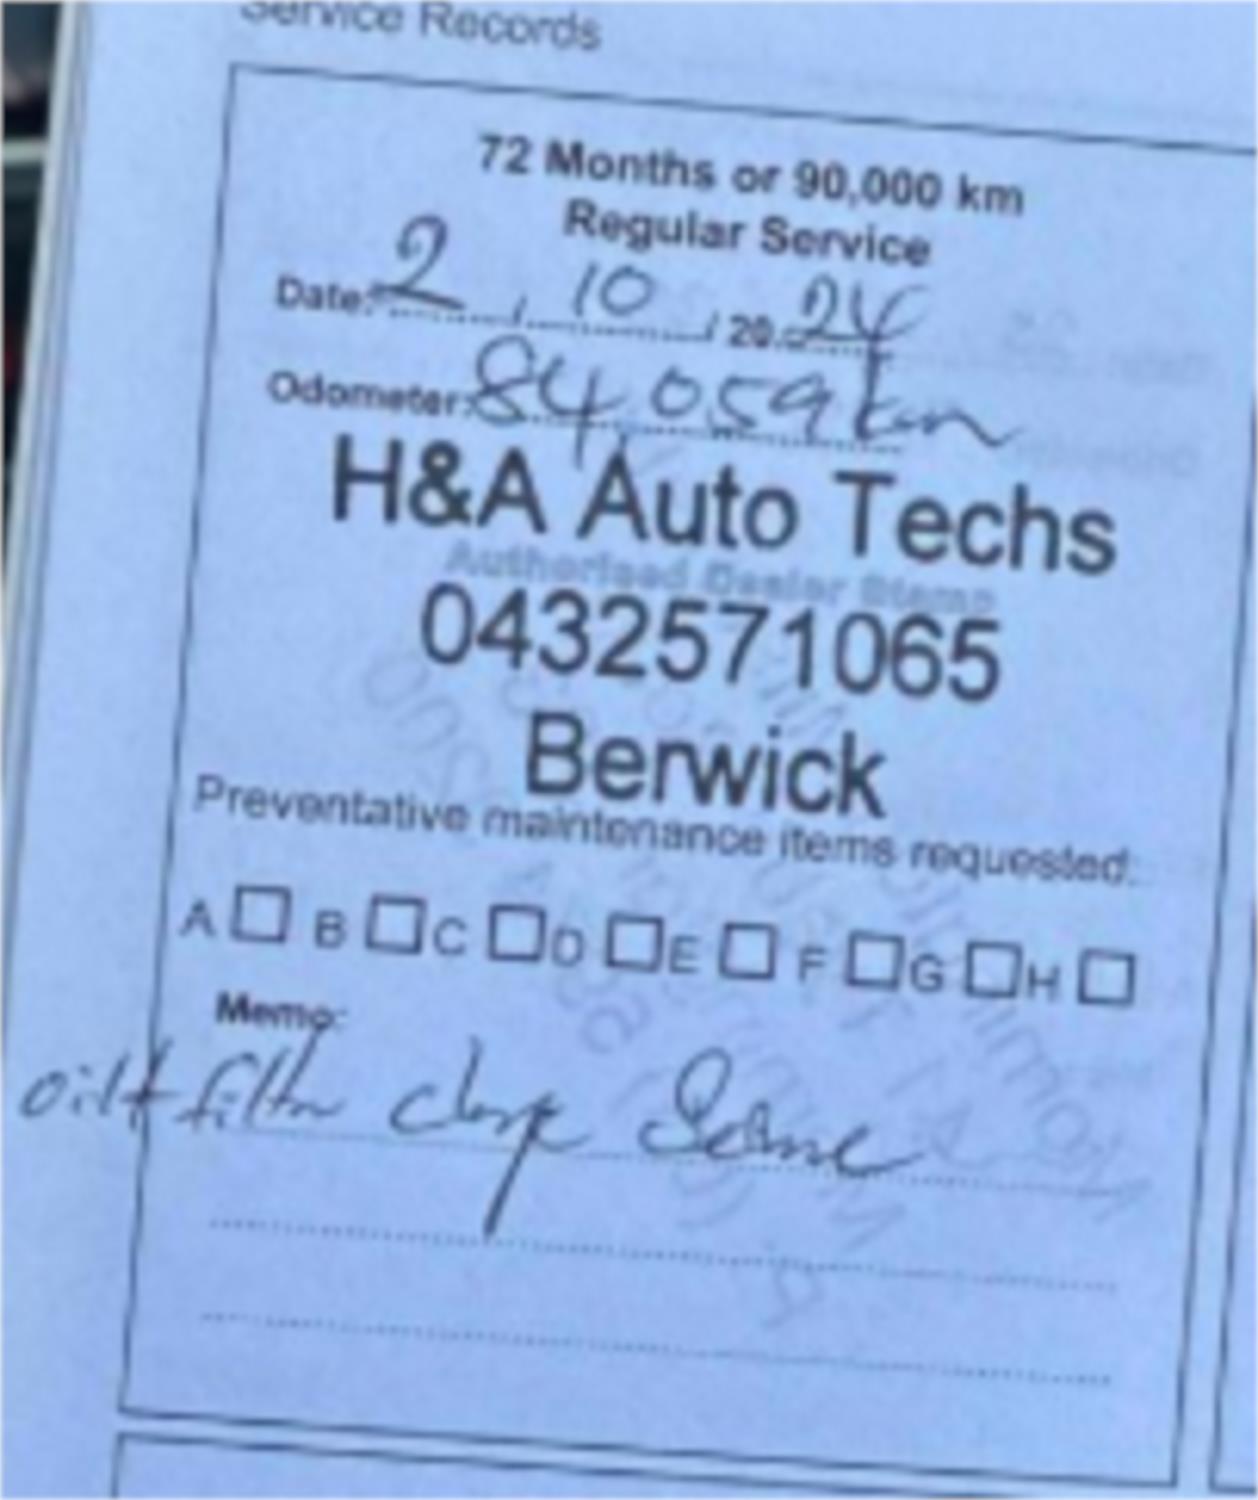 Service Records
72 Months or 90,000 km
Regular Service
Date: 2 / 10 / 20 24
Odometer: 84,059 km
H&A Auto Techs
Authorised Dealer Stamp
0432571065
Berwick
Preventative maintenance items requested:
A B C D E F G H
Memo:
oil + filter